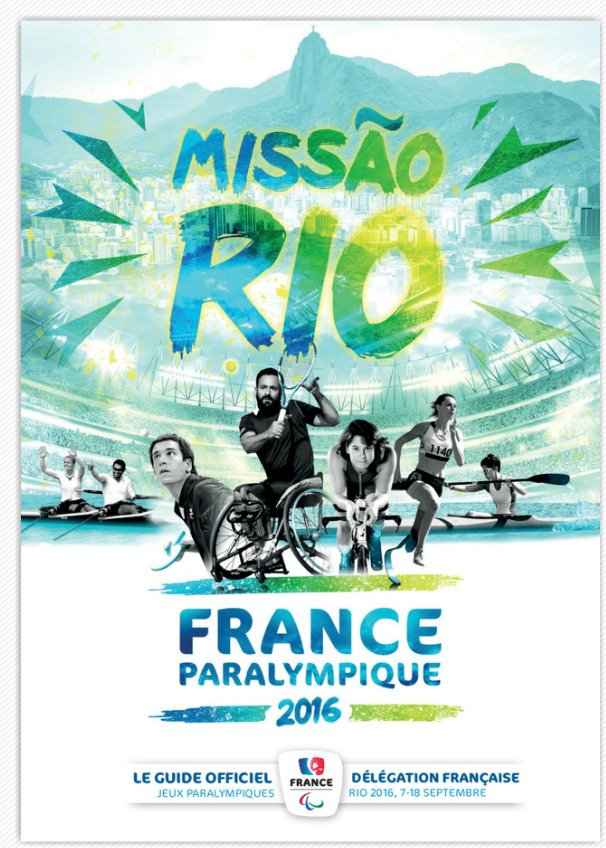 MISSÃO
RIO
1140
FRANCE
PARALYMPIQUE
2016
LE GUIDE OFFICIEL
JEUX PARALYMPIQUES
FRANCE
DÉLÉGATION FRANÇAISE
RIO 2016, 7-18 SEPTEMBRE